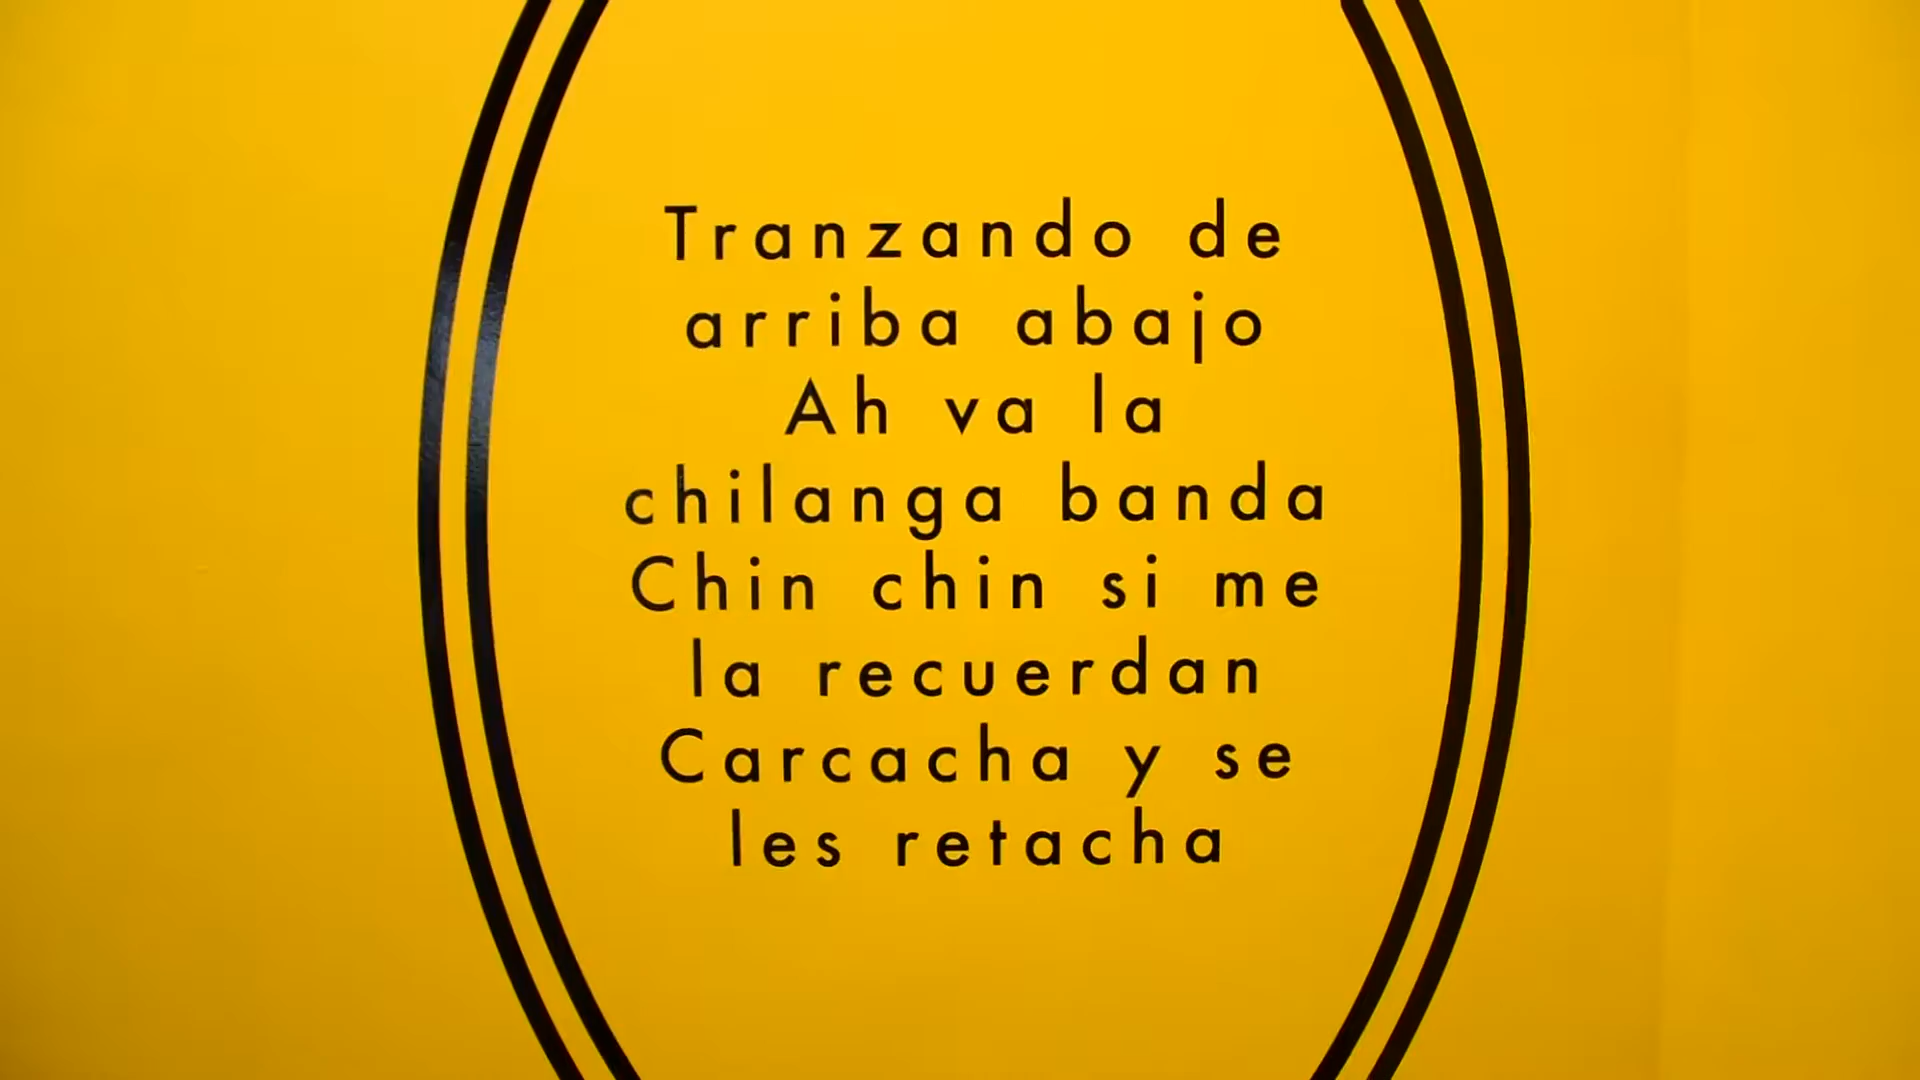 Tranzando de
arriba abajo
Ah va la
chilanga banda
Chin chin si me
la recuerdan
Carcacha y se
les retacha